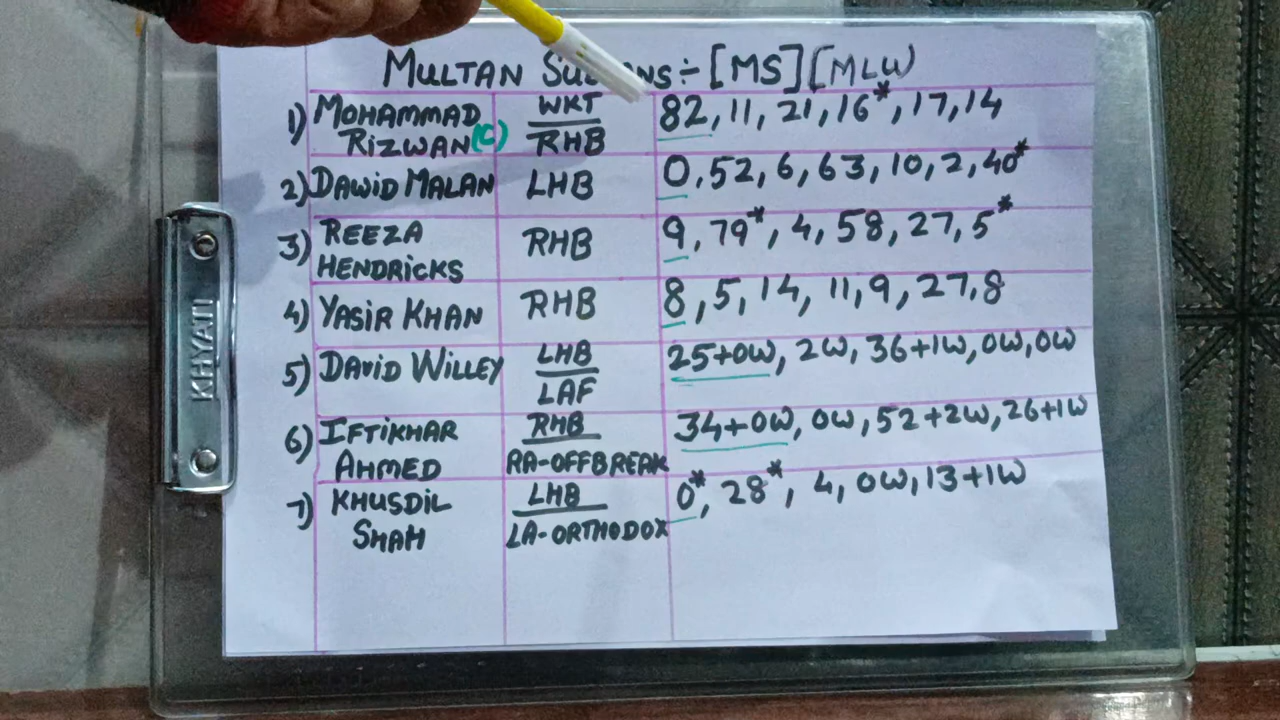 MULTAN SULTANS÷[MS][MLW)
1) MOHAMMAD RIZWAN(C) WKT RHB 82, 11, 21, 16*, 17, 14
2) DAWID MALAN LHB 0, 52, 6, 63, 10, 2, 40*
3) REEZA HENDRICKS RHB 9, 79*, 4, 58, 27, 5*
4) YASIR KHAN RHB 8, 5, 14, 11, 9, 27, 8
5) DAVID WILLEY LHB LAF 25+0W, 2W, 36+1W, 0W, 0W
6) IFTIKHAR AHMED RHB RA-OFFBREAK 34+0W, 0W, 52+2W, 26+1W
7) KHUSDIL SHAH LHB LA-ORTHODOX 0*, 28*, 4, 0W, 13+1W
KHYATI